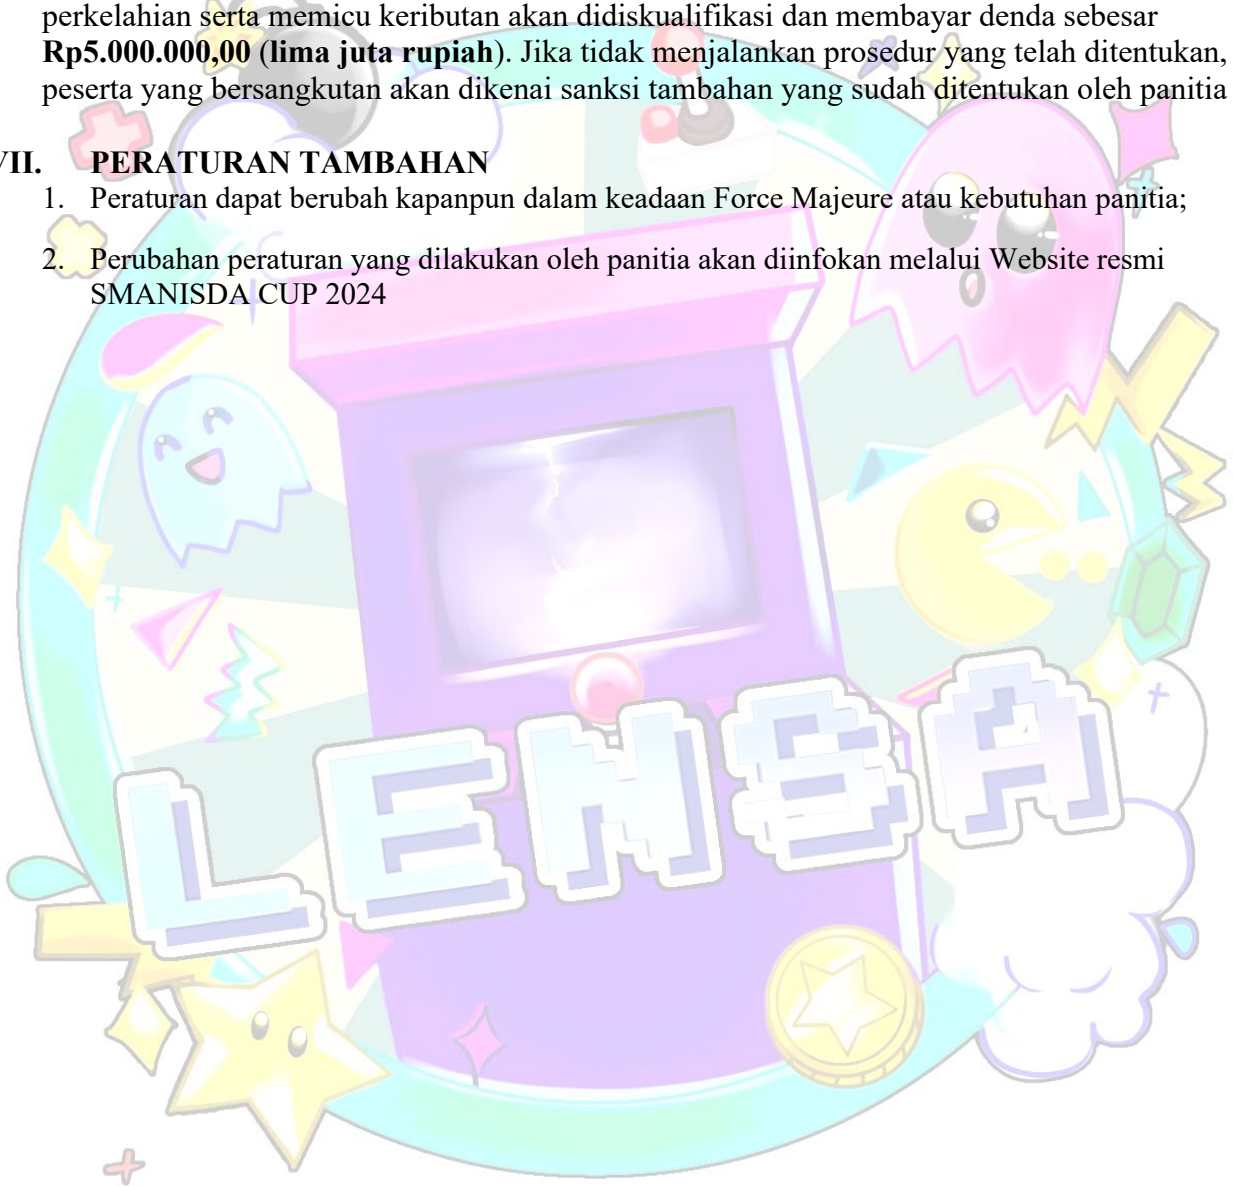 perkelahian serta memicu keributan akan didiskualifikasi dan membayar denda sebesar
Rp5.000.000,00 (lima juta rupiah). Jika tidak menjalankan prosedur yang telah ditentukan,
peserta yang bersangkutan akan dikenai sanksi tambahan yang sudah ditentukan oleh panitia
VII. PERATURAN TAMBAHAN
1. Peraturan dapat berubah kapanpun dalam keadaan Force Majeure atau kebutuhan panitia;
2. Perubahan peraturan yang dilakukan oleh panitia akan diinfokan melalui Website resmi
SMANISDA CUP 2024
LENSA